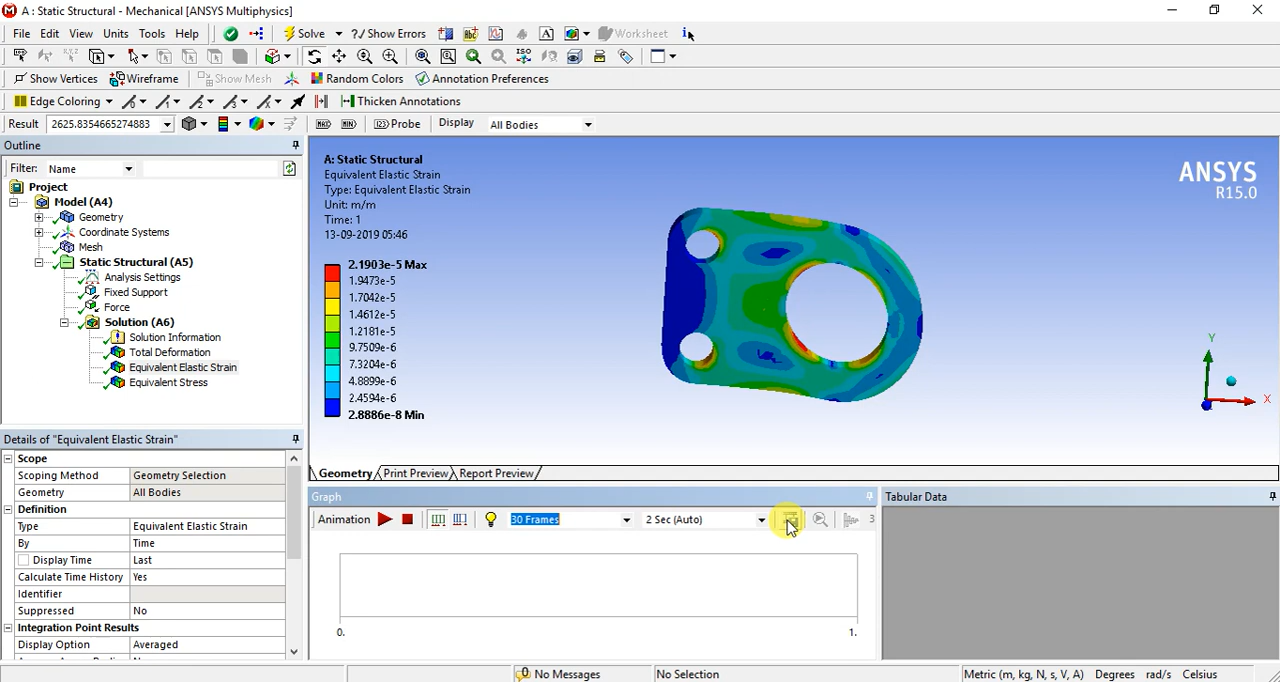 A : Static Structural - Mechanical [ANSYS Multiphysics]
File Edit View Units Tools Help Solve ?/Show Errors Worksheet
Show Vertices Wireframe Show Mesh Random Colors Annotation Preferences
Edge Coloring Thicken Annotations
Result 2625.8354665274883 MAX MIN Probe Display All Bodies
Outline
Filter: Name
Project
Model (A4)
Geometry
Coordinate Systems
Mesh
Static Structural (A5)
Analysis Settings
Fixed Support
Force
Solution (A6)
Solution Information
Total Deformation
Equivalent Elastic Strain
Equivalent Stress
Details of "Equivalent Elastic Strain"
Scope
Scoping Method Geometry Selection
Geometry All Bodies
Definition
Type Equivalent Elastic Strain
By Time
Display Time Last
Calculate Time History Yes
Identifier
Suppressed No
Integration Point Results
Display Option Averaged
A: Static Structural
Equivalent Elastic Strain
Type: Equivalent Elastic Strain
Unit: m/m
Time: 1
13-09-2019 05:46
2.1903e-5 Max
1.9473e-5
1.7042e-5
1.4612e-5
1.2181e-5
9.7509e-6
7.3204e-6
4.8899e-6
2.4594e-6
2.8886e-8 Min
ANSYS
R15.0
Y
X
Geometry Print Preview Report Preview
Graph
Animation 30 Frames 2 Sec (Auto) 3
0. 1.
Tabular Data
No Messages No Selection Metric (m, kg, N, s, V, A) Degrees rad/s Celsius